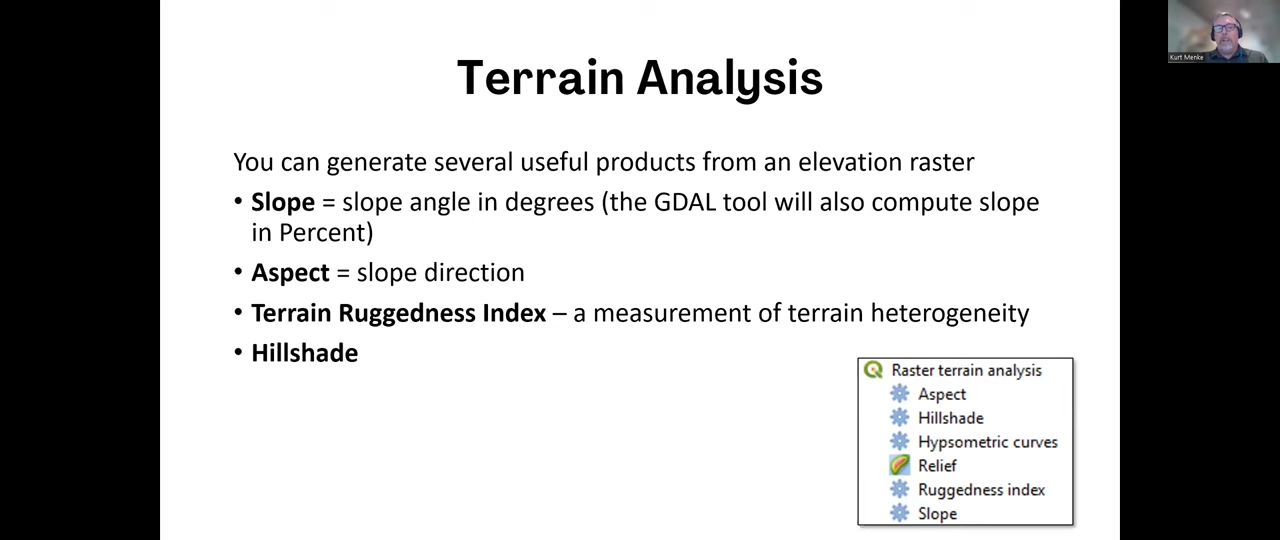 Kurt Menke
Terrain Analysis
You can generate several useful products from an elevation raster
• Slope = slope angle in degrees (the GDAL tool will also compute slope
in Percent)
• Aspect = slope direction
• Terrain Ruggedness Index – a measurement of terrain heterogeneity
• Hillshade
Raster terrain analysis
Aspect
Hillshade
Hypsometric curves
Relief
Ruggedness index
Slope